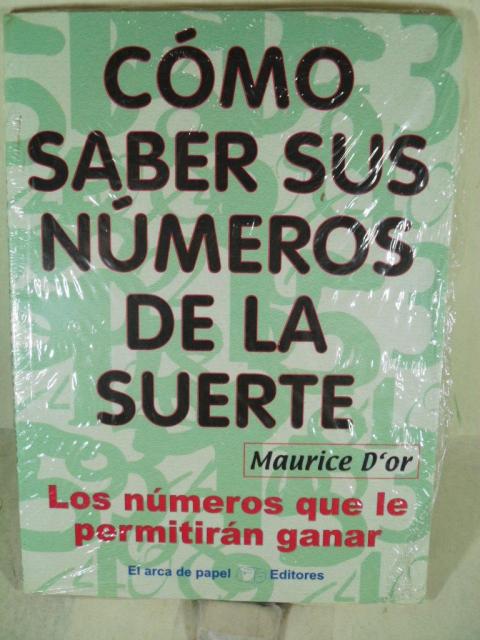 CÓMO
SABER SUS
NÚMEROS
DE LA
SUERTE
Maurice D'or
Los números que le
permitirán ganar
El arca de papel Editores